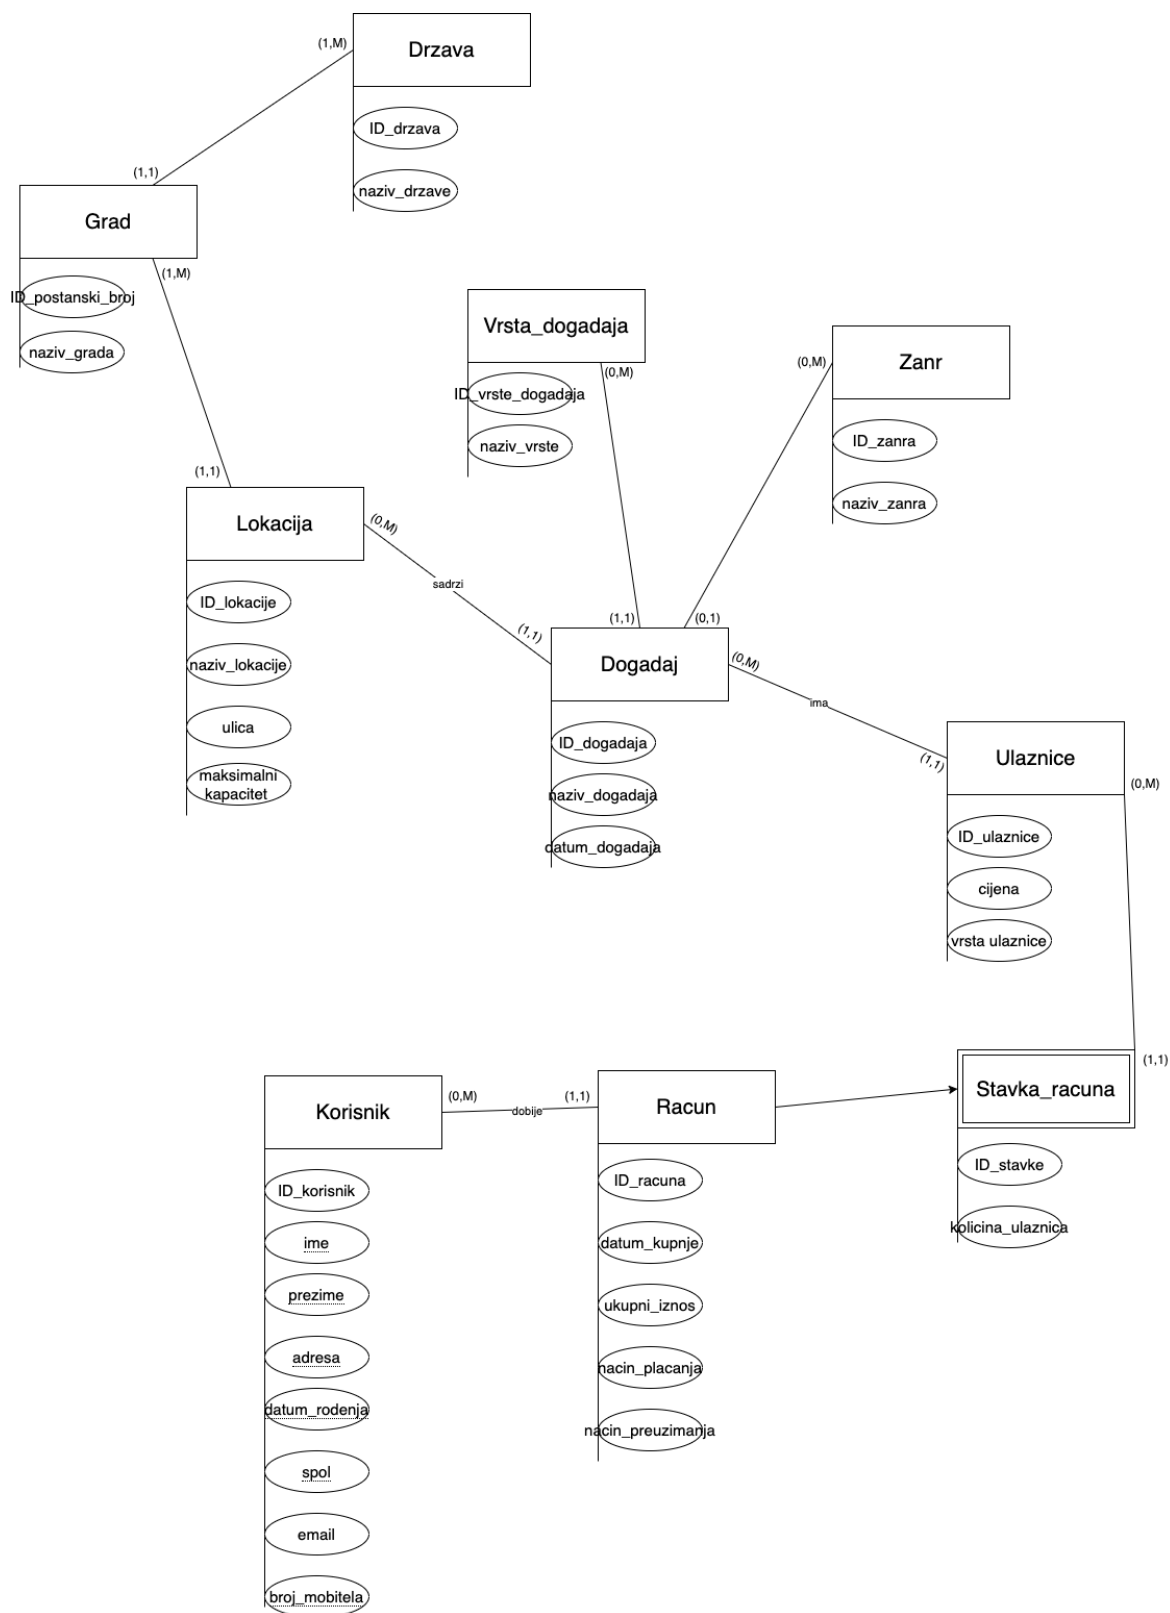 (1,M)
Drzava
ID_drzava
naziv_drzave
(1,1)
Grad
(1,M)
ID_postanski_broj
naziv_grada
Vrsta_dogadaja
(0,M)
ID_vrste_dogadaja
naziv_vrste
Zanr
(0,M)
ID_zanra
naziv_zanra
(1,1)
Lokacija
(0,M)
sadrzi
(1,1)
ID_lokacije
naziv_lokacije
ulica
maksimalni
kapacitet
(1,1)
(0,1)
Dogadaj
(0,M)
ID_dogadaja
naziv_dogadaja
datum_dogadaja
ima
(1,1)
Ulaznice
(0,M)
ID_ulaznice
cijena
vrsta ulaznice
Korisnik
(0,M)
dobije
(1,1)
Racun
Stavka_racuna
(1,1)
ID_stavke
kolicina_ulaznica
ID_korisnik
ime
prezime
adresa
datum_rodenja
spol
email
broj_mobitela
ID_racuna
datum_kupnje
ukupni_iznos
nacin_placanja
nacin_preuzimanja